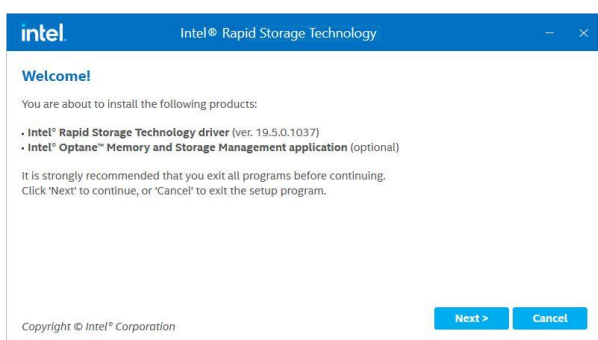 intel.
Intel® Rapid Storage Technology
Welcome!
You are about to install the following products:
• Intel® Rapid Storage Technology driver (ver. 19.5.0.1037)
• Intel® Optane™ Memory and Storage Management application (optional)
It is strongly recommended that you exit all programs before continuing.
Click 'Next' to continue, or 'Cancel' to exit the setup program.
Next >
Cancel
Copyright © Intel® Corporation